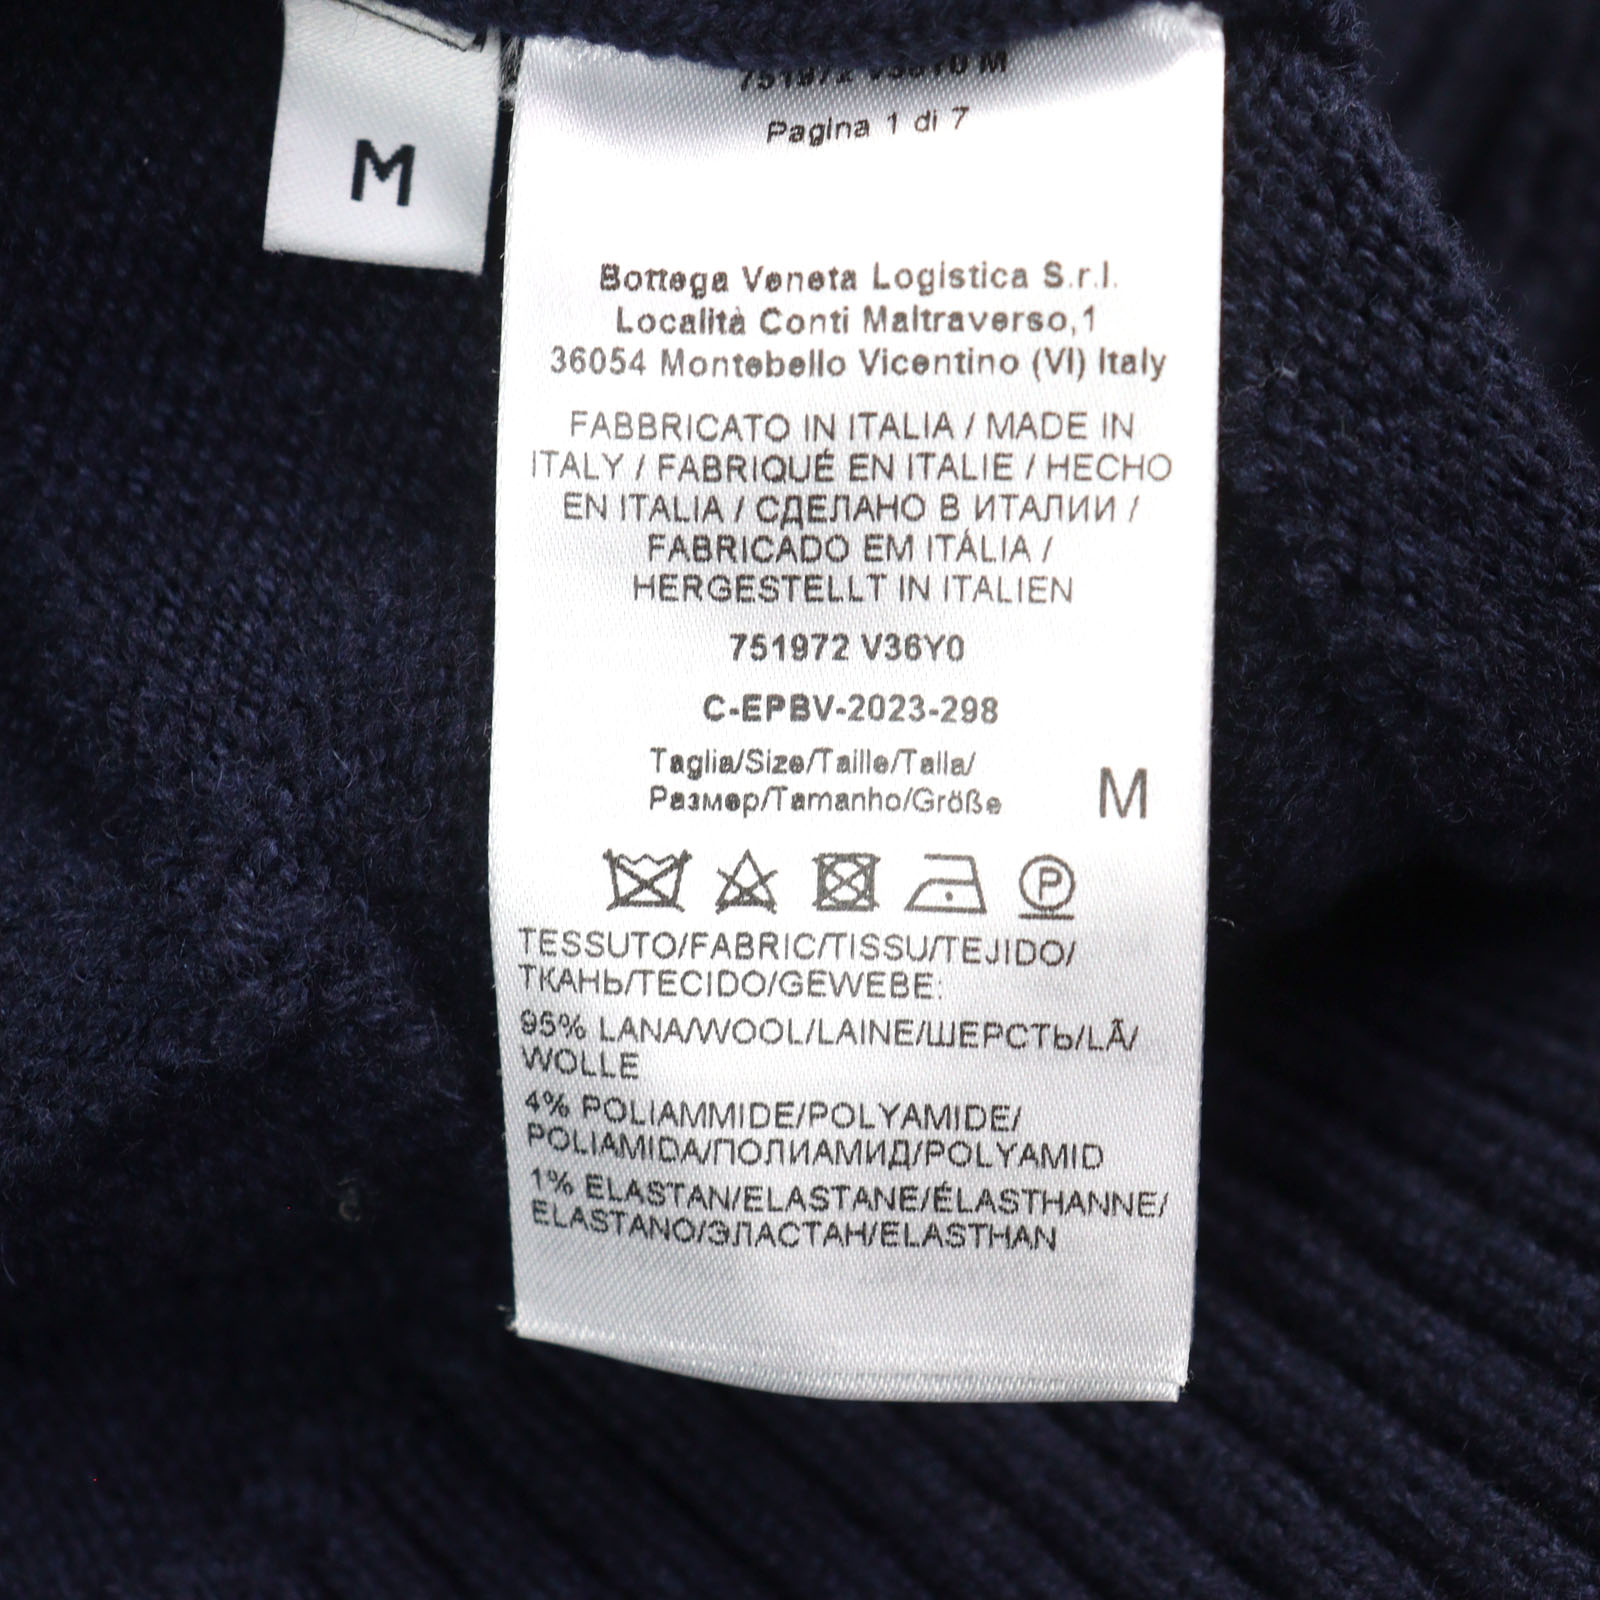 M
751972 V36Y0 M
Pagina 1 di 7
Bottega Veneta Logistica S.r.l.
Località Conti Maltraverso,1
36054 Montebello Vicentino (VI) Italy
FABBRICATO IN ITALIA / MADE IN
ITALY / FABRIQUÉ EN ITALIE / HECHO
EN ITALIA / СДЕЛАНО В ИТАЛИИ /
FABRICADO EM ITÁLIA /
HERGESTELLT IN ITALIEN
751972 V36Y0
C-EPBV-2023-298
Taglia/Size/Taille/Talla/
Размер/Tamanho/Größe M
P
TESSUTO/FABRIC/TISSU/TEJIDO/
ТКАНЬ/TECIDO/GEWEBE:
95% LANA/WOOL/LAINE/ШЕРСТЬ/LÃ/
WOLLE
4% POLIAMMIDE/POLYAMIDE/
POLIAMIDA/ПОЛИАМИД/POLYAMID
1% ELASTAN/ELASTANE/ÉLASTHANNE/
ELASTANO/ЭЛАСТАН/ELASTHAN